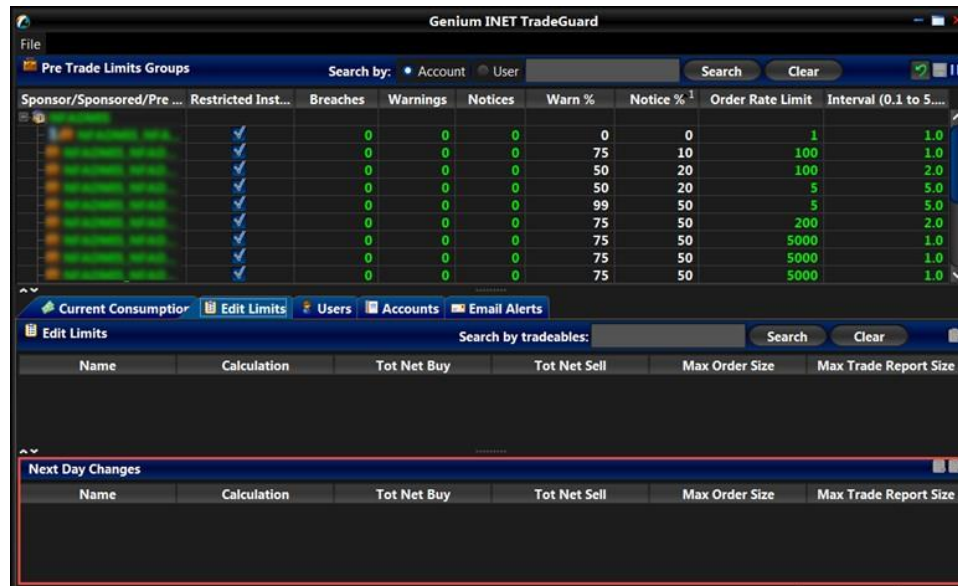 Genium INET TradeGuard
File
Pre Trade Limits Groups Search by: Account User Search Clear
Sponsor/Sponsored/Pre ... Restricted Inst... Breaches Warnings Notices Warn % Notice % 1 Order Rate Limit Interval (0.1 to 5....
0 0 0 0 0 1 1.0
0 0 0 75 10 100 1.0
0 0 0 50 20 100 2.0
0 0 0 50 20 5 5.0
0 0 0 99 50 5 5.0
0 0 0 75 50 200 2.0
0 0 0 75 50 5000 1.0
0 0 0 75 50 5000 1.0
0 0 0 75 50 5000 1.0
Current Consumption Edit Limits Users Accounts Email Alerts
Edit Limits Search by tradeables: Search Clear
Name Calculation Tot Net Buy Tot Net Sell Max Order Size Max Trade Report Size
Next Day Changes
Name Calculation Tot Net Buy Tot Net Sell Max Order Size Max Trade Report Size